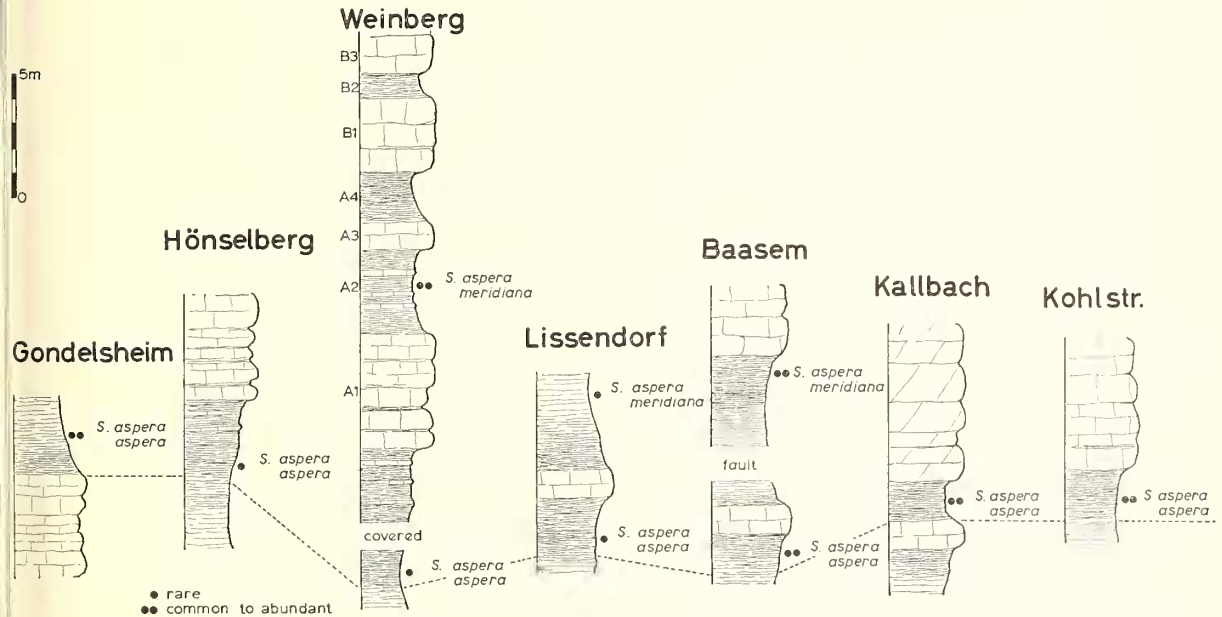 Weinberg
B3
5m
B2
B1
0
A4
A3
Hönselberg
Baasem
A2
S. aspera
meridiana
Kallbach
Kohlstr.
Gondelsheim
Lissendorf
S. aspera
meridiana
S. aspera
meridiana
A1
S. aspera
aspera
S. aspera
aspera
fault
S. aspera
aspera
S. aspera
aspera
covered
S. aspera
aspera
S. aspera
aspera
S. aspera
aspera
● rare
●● common to abundant